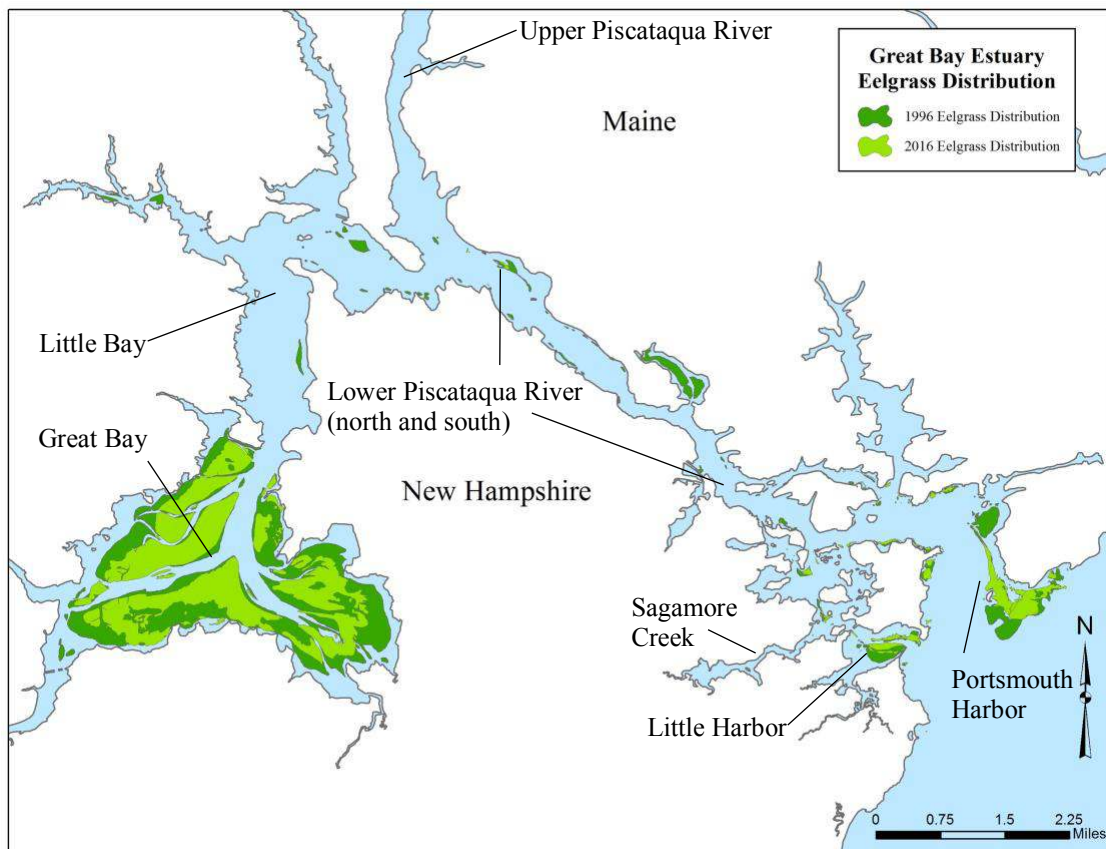 Upper Piscataqua River
Great Bay Estuary
Eelgrass Distribution
1996 Eelgrass Distribution
2016 Eelgrass Distribution
Maine
Little Bay
Lower Piscataqua River
(north and south)
Great Bay
New Hampshire
Sagamore
Creek
N
Portsmouth
Harbor
Little Harbor
0 0.75 1.5 2.25
Miles